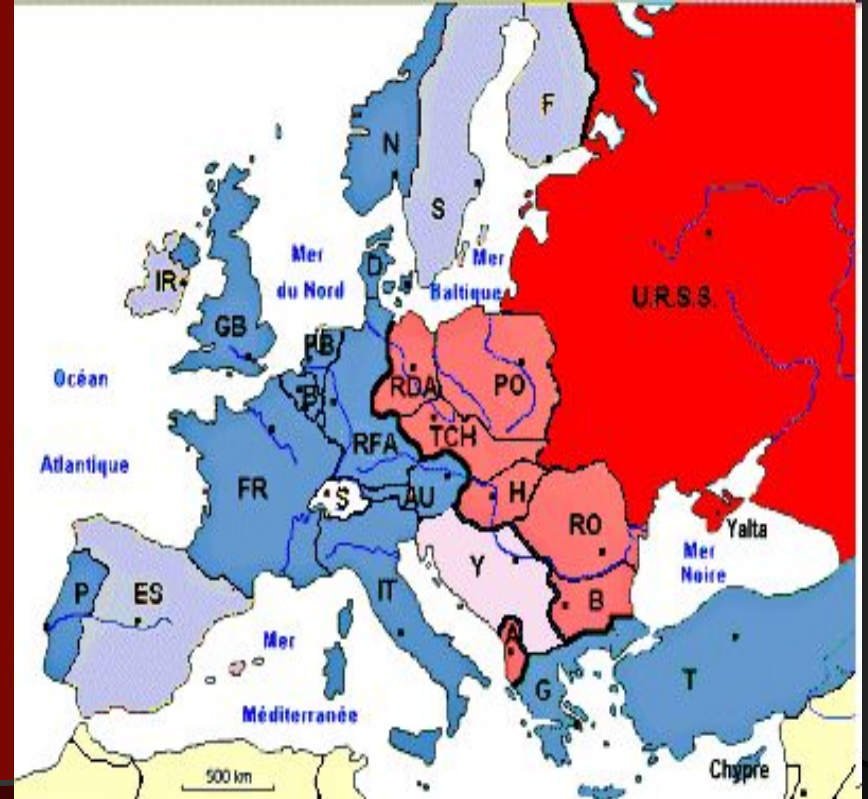 F
N
S
Mer
du Nord
D
Mer
Baltique
IR
U.R.S.S.
GB
PB
Océan
Atlantique
B
RDA
PO
TCH
RFA
FR
S
AU
H
RO
Yalta
Mer
Noire
Y
P
ES
IT
B
A
Mer
Méditerranée
G
T
500 km
Chypre